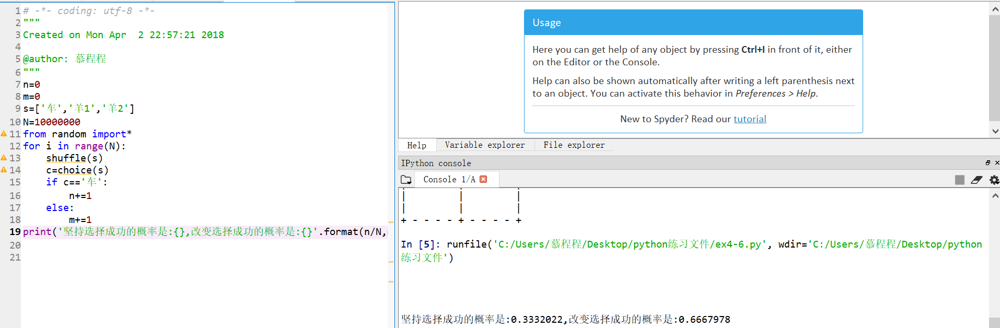 1 # -*- coding: utf-8 -*-
2 """
3 Created on Mon Apr  2 22:57:21 2018
4
5 @author: 慕程程
6 """
7 n=0
8 m=0
9 s=['车','羊1','羊2']
10 N=10000000
11 from random import*
12 for i in range(N):
13     shuffle(s)
14     c=choice(s)
15     if c=='车':
16         n+=1
17     else:
18         m+=1
19 print('坚持选择成功的概率是:{},改变选择成功的概率是:{}'.format(n/N,
20
21
Usage
Here you can get help of any object by pressing Ctrl+I in front of it, either
on the Editor or the Console.
Help can also be shown automatically after writing a left parenthesis next
to an object. You can activate this behavior in Preferences > Help.
New to Spyder? Read our tutorial
Help Variable explorer File explorer
IPython console
Console 1/A
|         |         |
|         |         |
+ - - - - + - - - - +
In [5]: runfile('C:/Users/慕程程/Desktop/python练习文件/ex4-6.py', wdir='C:/Users/慕程程/Desktop/python
练习文件')
坚持选择成功的概率是:0.3332022,改变选择成功的概率是:0.6667978